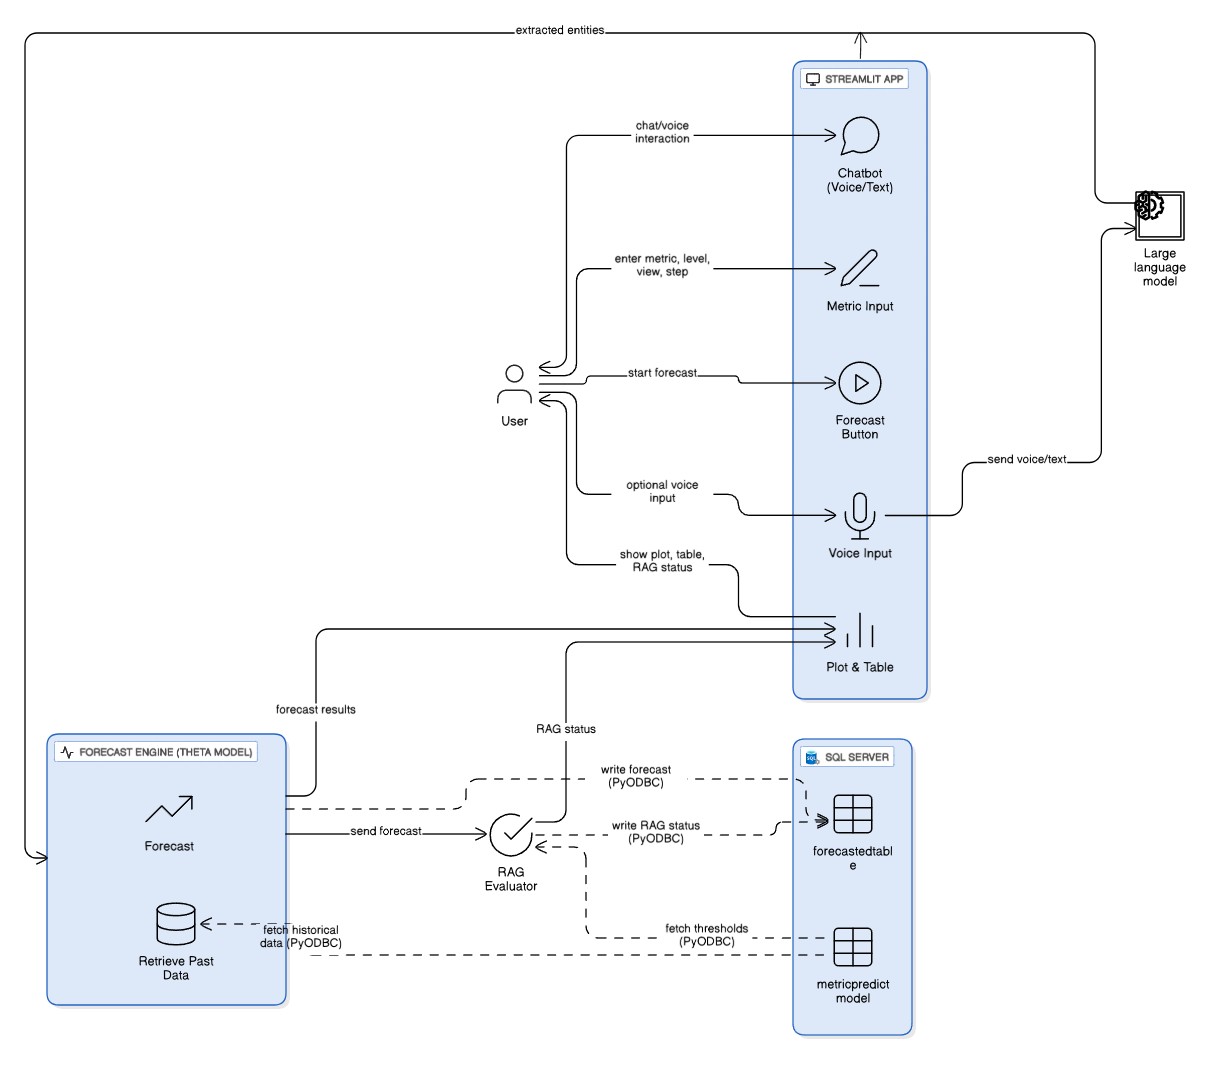 extracted entities
STREAMLIT APP
chat/voice
interaction
Chatbot
(Voice/Text)
enter metric, level,
view, step
Metric Input
Large
language
model
start forecast
User
Forecast
Button
send voice/text
optional voice
input
Voice Input
show plot, table,
RAG status
Plot & Table
forecast results
RAG status
FORECAST ENGINE (THETA MODEL)
SQL SERVER
SQL
write forecast
(PyODBC)
Forecast
send forecast
write RAG status
(PyODBC)
forecastedtabl
e
RAG
Evaluator
fetch historical
data (PyODBC)
fetch thresholds
(PyODBC)
Retrieve Past
Data
metricpredict
model